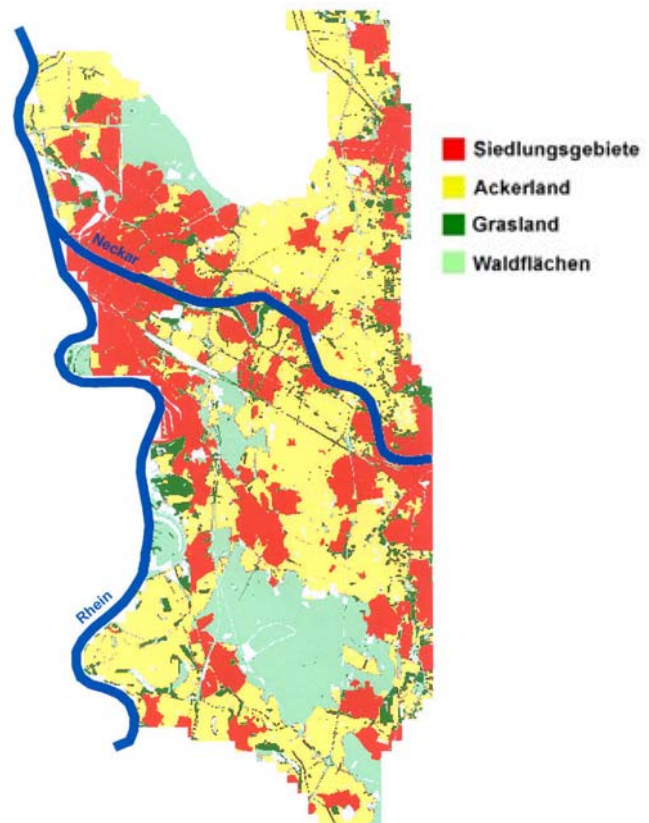 Siedlungsgebiete
Ackerland
Grasland
Waldflächen
Neckar
Rhein